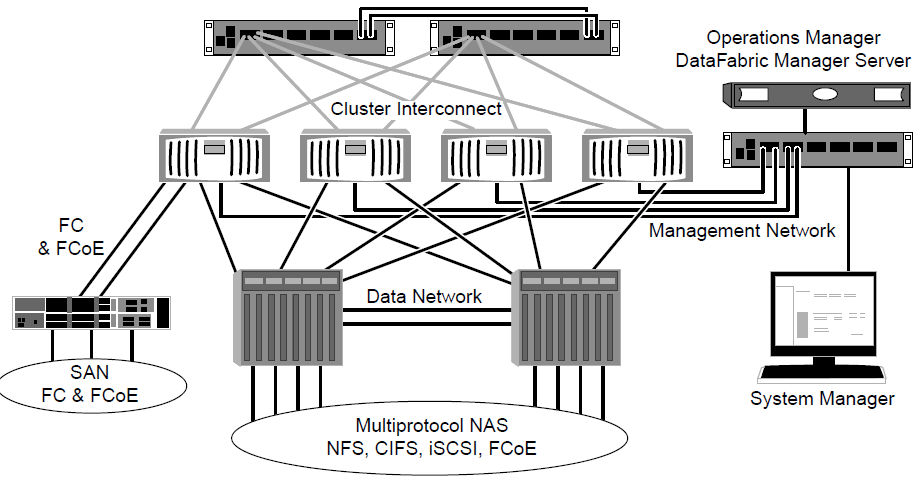 Operations Manager
DataFabric Manager Server
Cluster Interconnect
FC
& FCoE
Management Network
Data Network
SAN
FC & FCoE
System Manager
Multiprotocol NAS
NFS, CIFS, iSCSI, FCoE